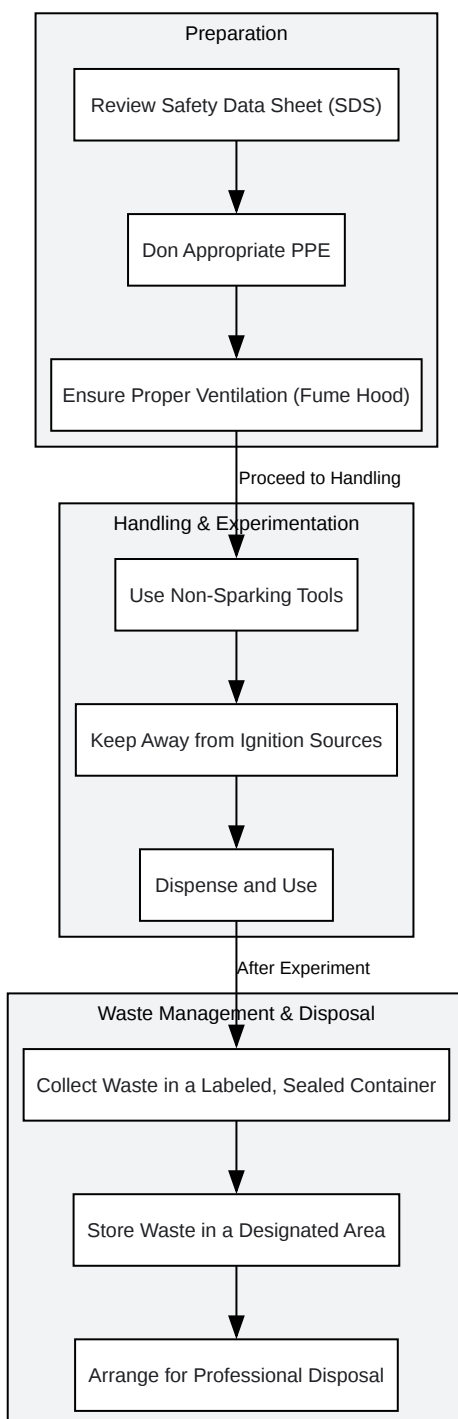 Preparation
Review Safety Data Sheet (SDS)
Don Appropriate PPE
Ensure Proper Ventilation (Fume Hood)
Proceed to Handling
Handling & Experimentation
Use Non-Sparking Tools
Keep Away from Ignition Sources
Dispense and Use
After Experiment
Waste Management & Disposal
Collect Waste in a Labeled, Sealed Container
Store Waste in a Designated Area
Arrange for Professional Disposal